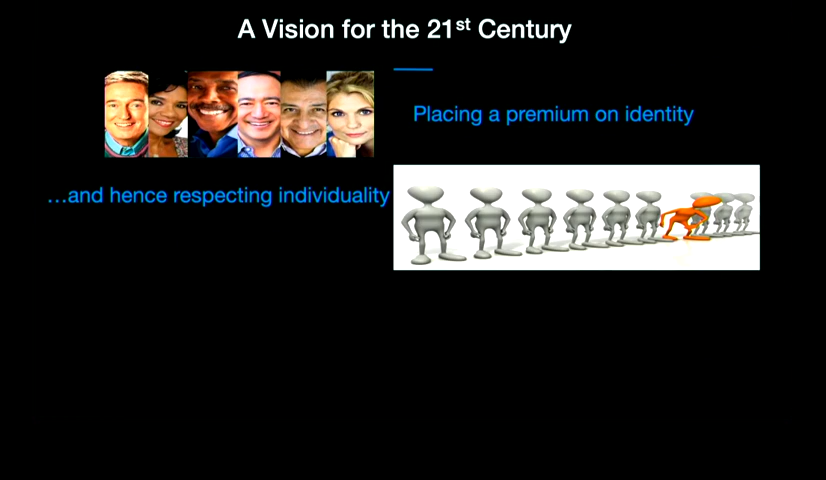 A Vision for the 21st Century
Placing a premium on identity
…and hence respecting individuality